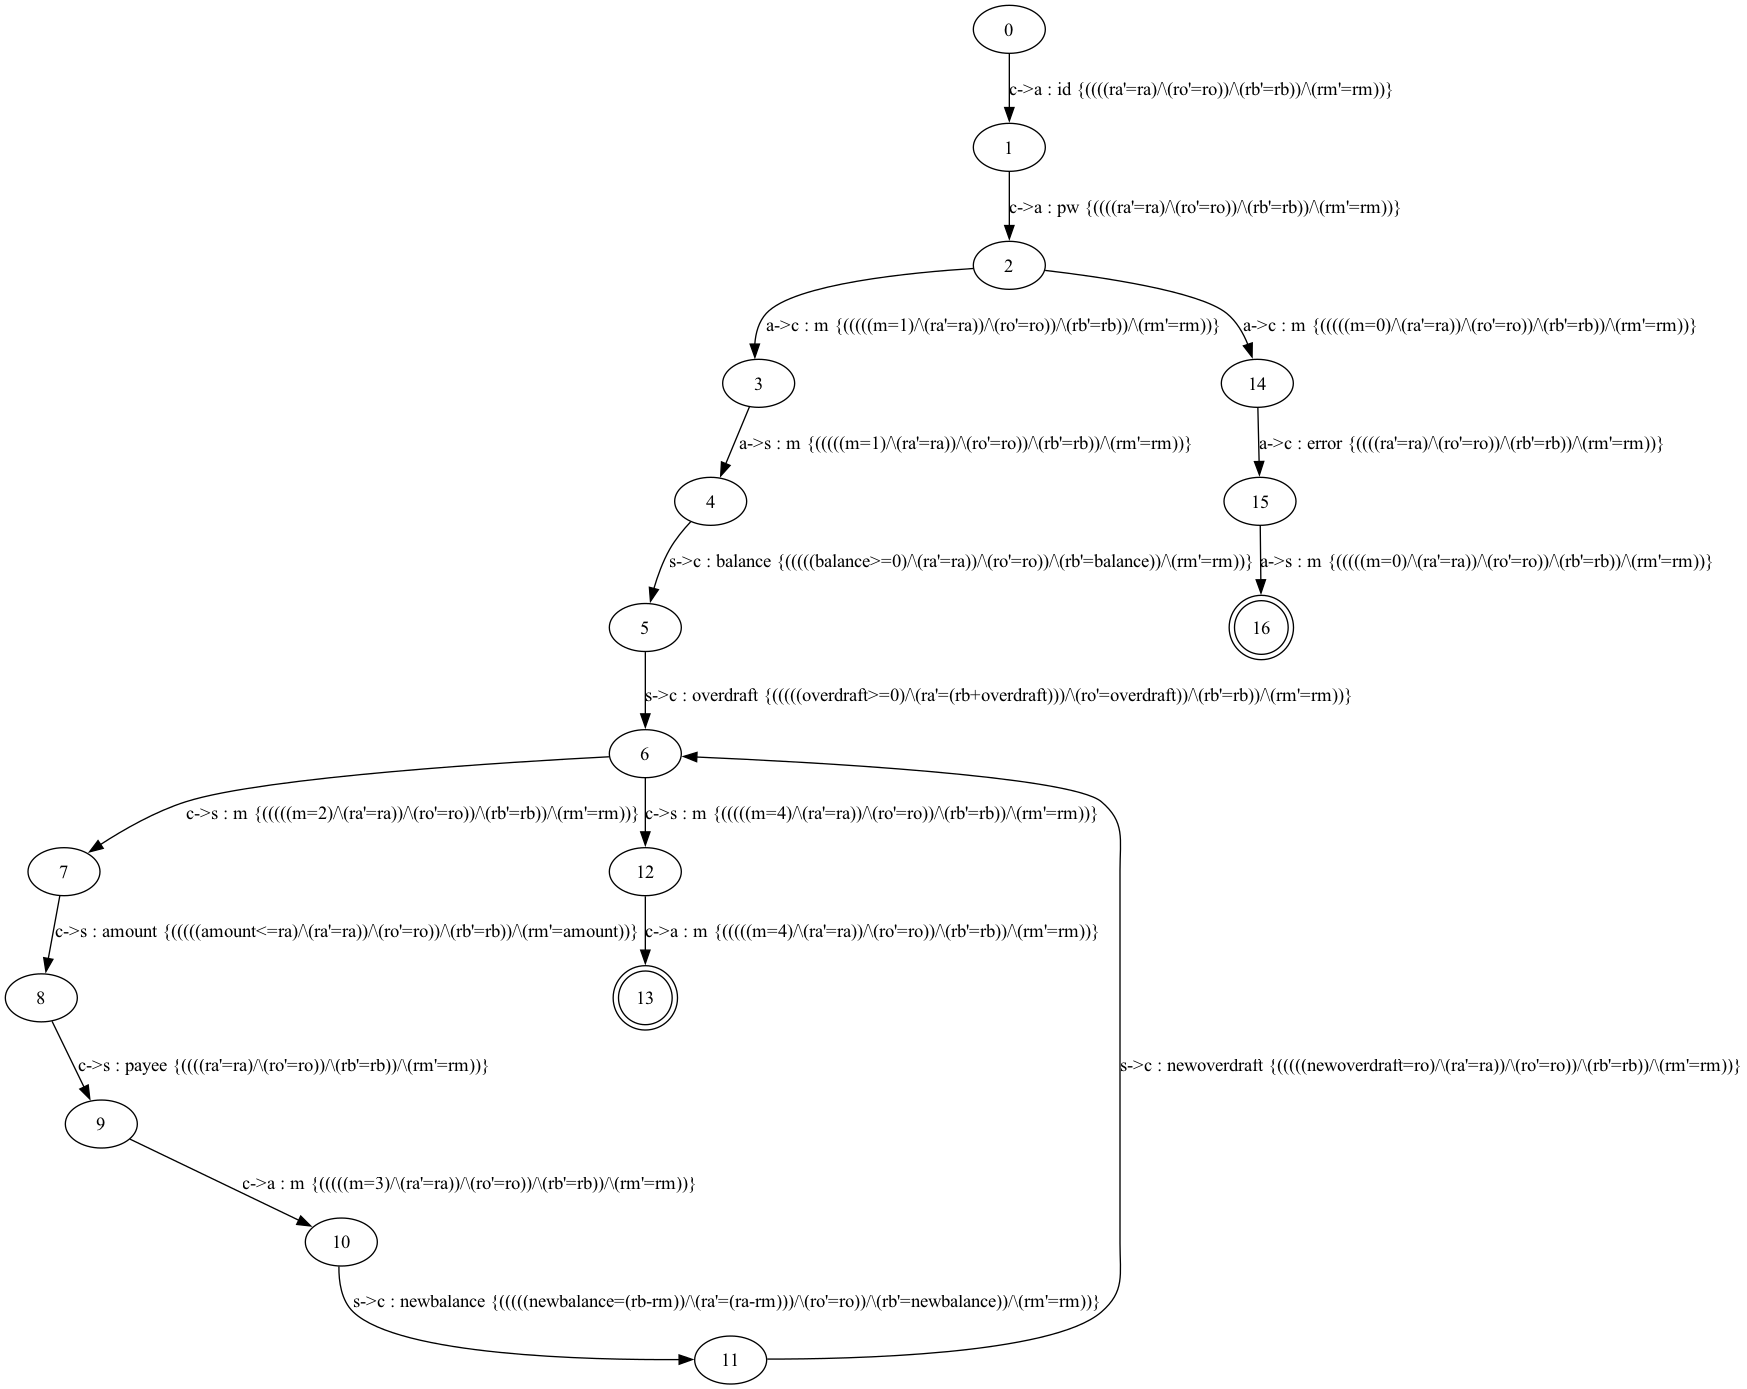 0
c->a : id {((((ra'=ra)/\(ro'=ro))/\(rb'=rb))/\(rm'=rm))}
1
c->a : pw {((((ra'=ra)/\(ro'=ro))/\(rb'=rb))/\(rm'=rm))}
2
a->c : m {(((((m=1)/\(ra'=ra))/\(ro'=ro))/\(rb'=rb))/\(rm'=rm))}
a->c : m {(((((m=0)/\(ra'=ra))/\(ro'=ro))/\(rb'=rb))/\(rm'=rm))}
3
14
a->s : m {(((((m=1)/\(ra'=ra))/\(ro'=ro))/\(rb'=rb))/\(rm'=rm))}
a->c : error {((((ra'=ra)/\(ro'=ro))/\(rb'=rb))/\(rm'=rm))}
4
15
s->c : balance {(((((balance>=0)/\(ra'=ra))/\(ro'=ro))/\(rb'=balance))/\(rm'=rm))}
a->s : m {(((((m=0)/\(ra'=ra))/\(ro'=ro))/\(rb'=rb))/\(rm'=rm))}
5
16
s->c : overdraft {(((((overdraft>=0)/\(ra'=(rb+overdraft)))/\(ro'=overdraft))/\(rb'=rb))/\(rm'=rm))}
6
c->s : m {(((((m=2)/\(ra'=ra))/\(ro'=ro))/\(rb'=rb))/\(rm'=rm))}
c->s : m {(((((m=4)/\(ra'=ra))/\(ro'=ro))/\(rb'=rb))/\(rm'=rm))}
7
12
c->s : amount {(((((amount<=ra)/\(ra'=ra))/\(ro'=ro))/\(rb'=rb))/\(rm'=amount))}
c->a : m {(((((m=4)/\(ra'=ra))/\(ro'=ro))/\(rb'=rb))/\(rm'=rm))}
8
13
c->s : payee {((((ra'=ra)/\(ro'=ro))/\(rb'=rb))/\(rm'=rm))}
s->c : newoverdraft {(((((newoverdraft=ro)/\(ra'=ra))/\(ro'=ro))/\(rb'=rb))/\(rm'=rm))}
9
c->a : m {(((((m=3)/\(ra'=ra))/\(ro'=ro))/\(rb'=rb))/\(rm'=rm))}
10
s->c : newbalance {(((((newbalance=(rb-rm))/\(ra'=(ra-rm)))/\(ro'=ro))/\(rb'=newbalance))/\(rm'=rm))}
11